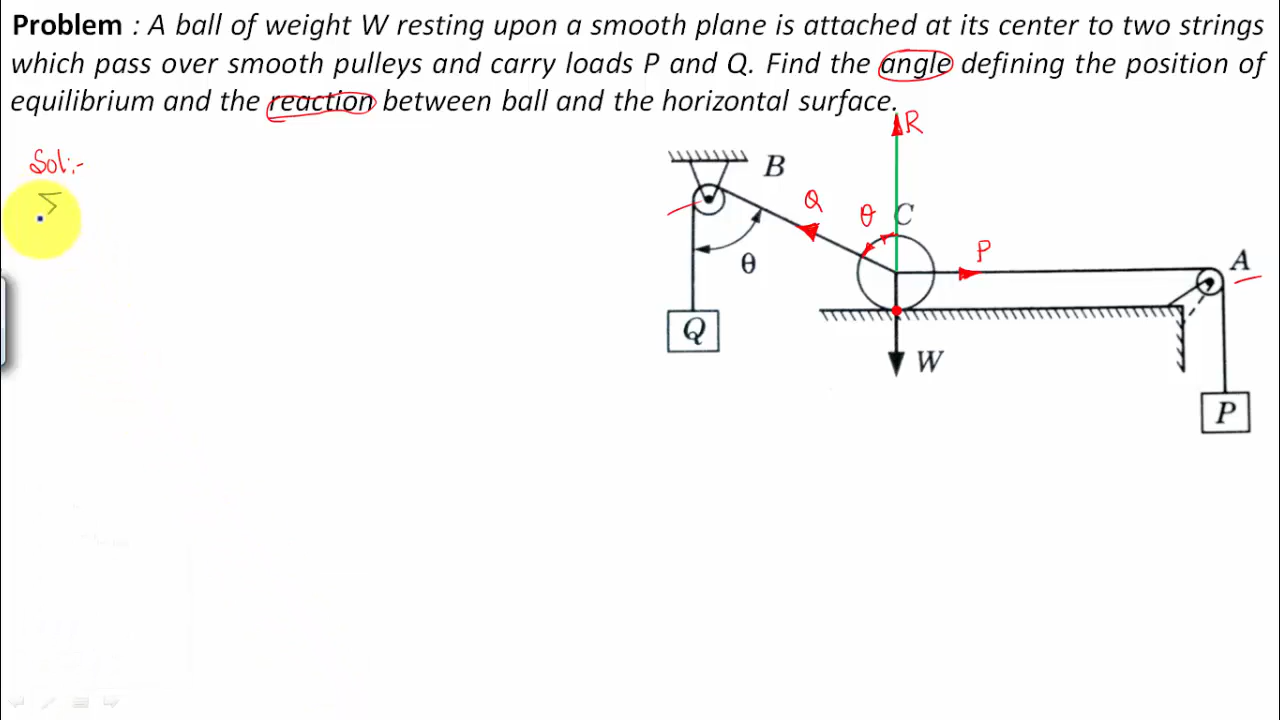 Problem : A ball of weight W resting upon a smooth plane is attached at its center to two strings
which pass over smooth pulleys and carry loads P and Q. Find the angle defining the position of
equilibrium and the reaction between ball and the horizontal surface.
R
Sol:-
B
Σ
Q
θ
C
P
A
θ
Q
W
P